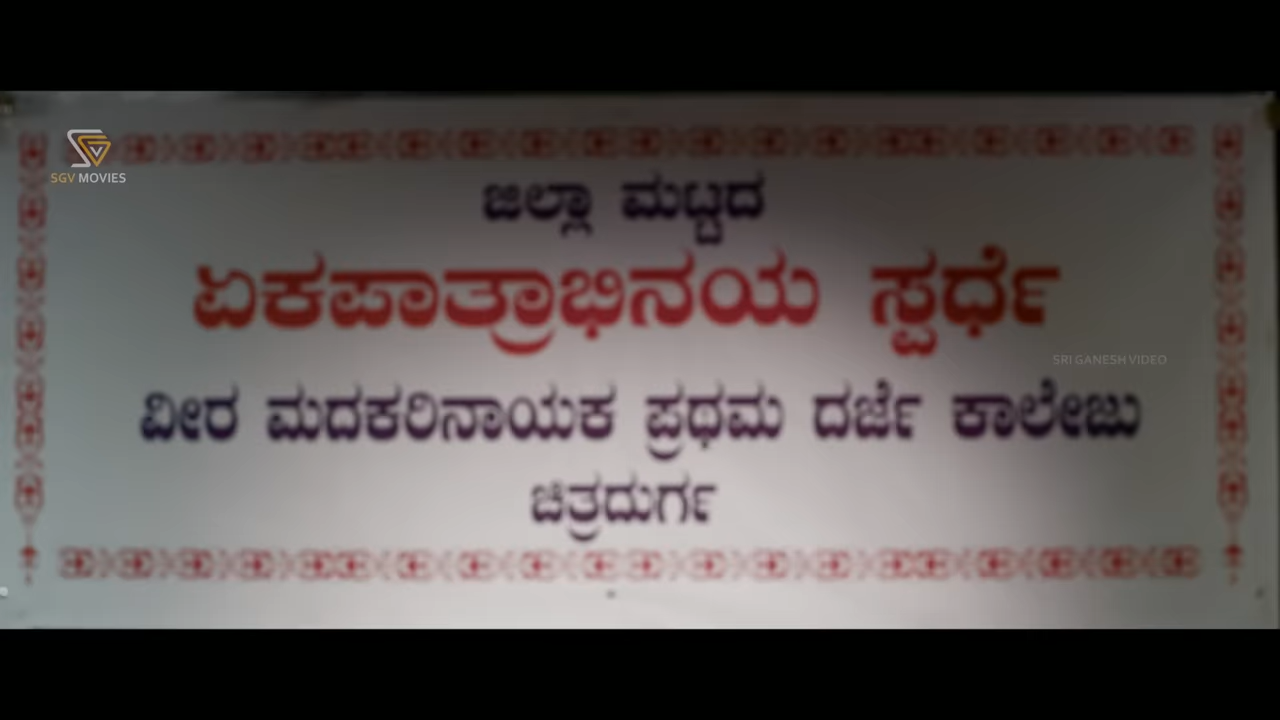 SGV MOVIES
ಜಿಲ್ಲಾ ಮಟ್ಟದ
ಏಕಪಾತ್ರಾಭಿನಯ ಸ್ಪರ್ಧೆ
SRI GANESH VIDEO
ವೀರ ಮದಕರಿನಾಯಕ ಪ್ರಥಮ ದರ್ಜೆ ಕಾಲೇಜು
ಚಿತ್ರದುರ್ಗ